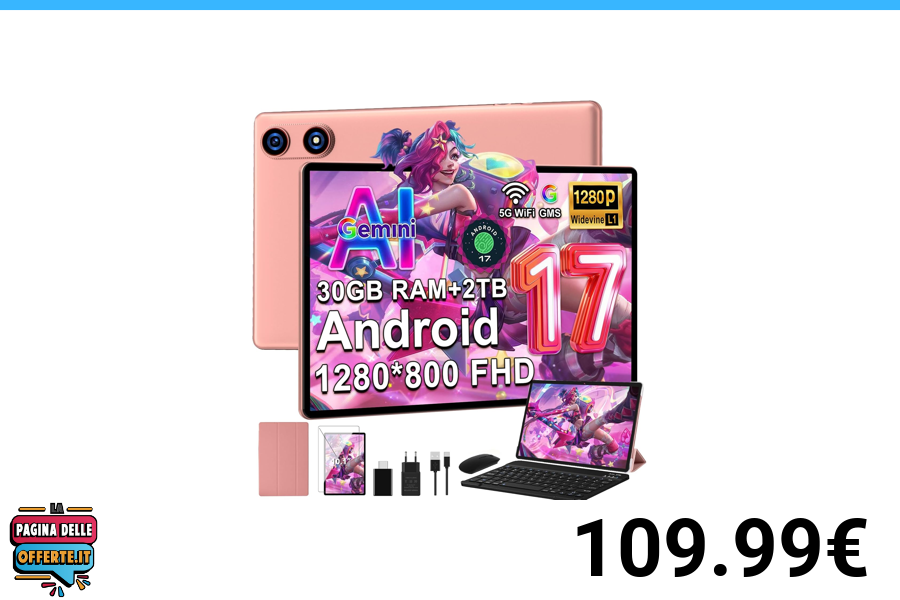 AI
Gemini
5G WiFi GMS
1280P
Widevine L1
ANDROID
17
30GB RAM+2TB
Android 17
1280*800 FHD
LA
PAGINA DELLE
OFFERTE.IT
109.99€